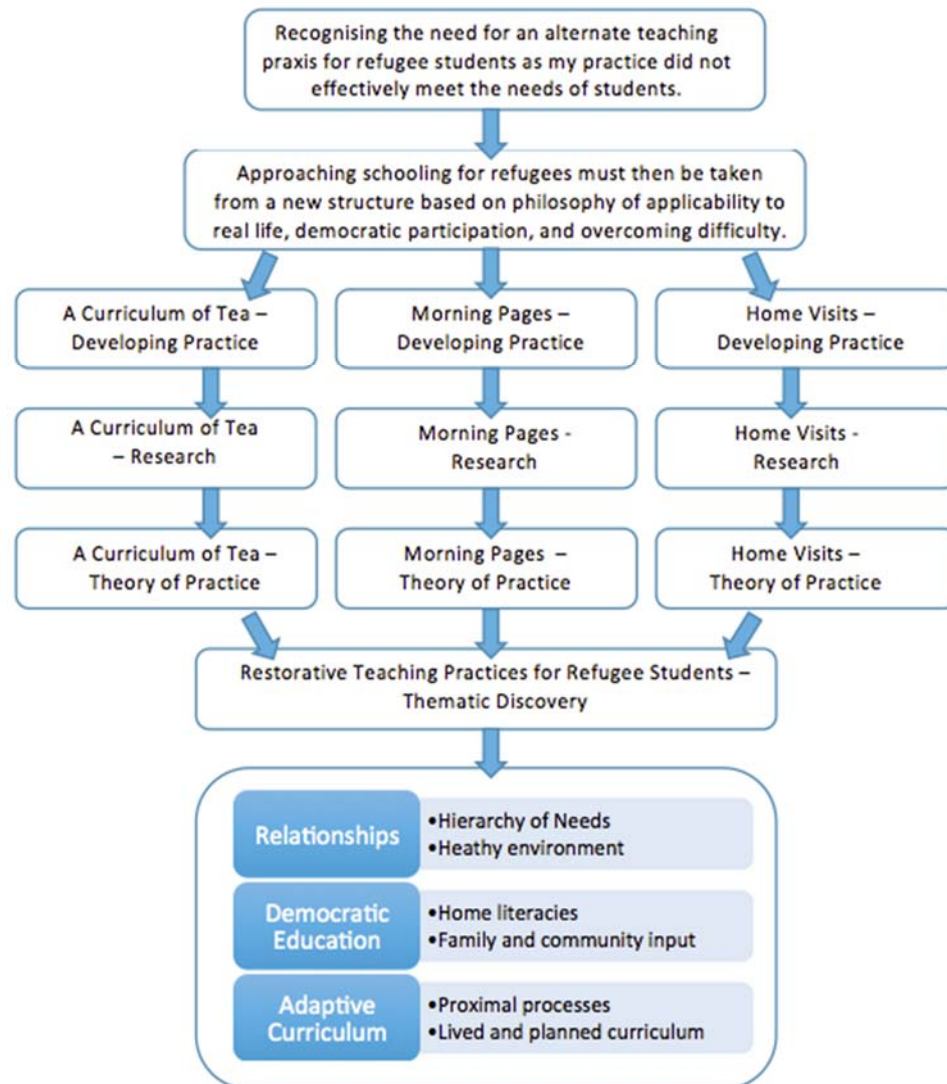 Recognising the need for an alternate teaching
praxis for refugee students as my practice did not
effectively meet the needs of students.
Approaching schooling for refugees must then be taken
from a new structure based on philosophy of applicability to
real life, democratic participation, and overcoming difficulty.
A Curriculum of Tea –
Developing Practice
Morning Pages –
Developing Practice
Home Visits –
Developing Practice
A Curriculum of Tea
– Research
Morning Pages -
Research
Home Visits -
Research
A Curriculum of Tea –
Theory of Practice
Morning Pages –
Theory of Practice
Home Visits –
Theory of Practice
Restorative Teaching Practices for Refugee Students –
Thematic Discovery
Relationships
•Hierarchy of Needs
•Heathy environment
Democratic
Education
•Home literacies
•Family and community input
Adaptive
Curriculum
•Proximal processes
•Lived and planned curriculum